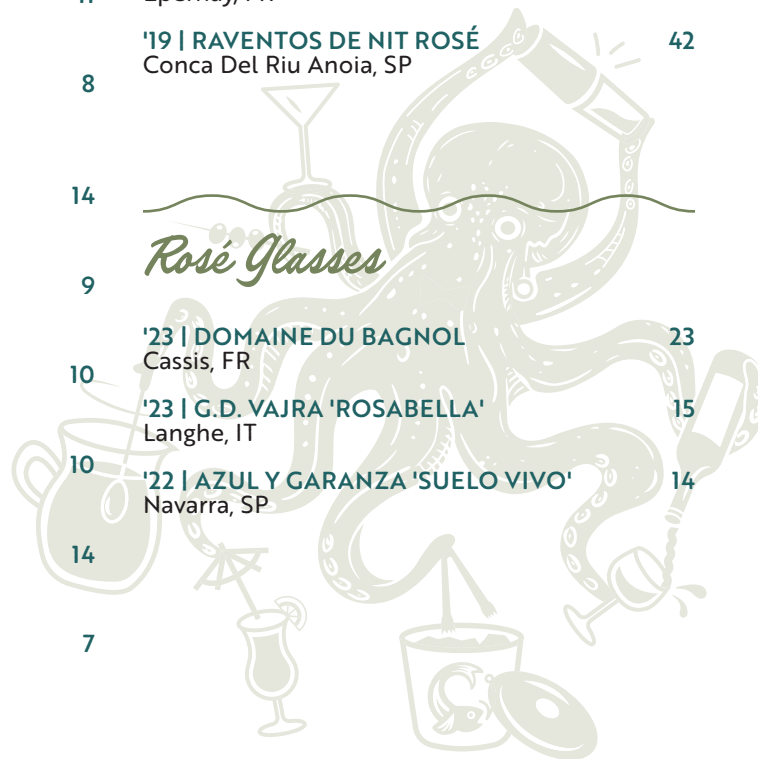 '19 | RAVENTOS DE NIT ROSÉ 42
Conca Del Riu Anoia, SP
8
14
Rosé Glasses
9
'23 | DOMAINE DU BAGNOL 23
Cassis, FR
10
'23 | G.D. VAJRA 'ROSABELLA' 15
Langhe, IT
10
'22 | AZUL Y GARANZA 'SUELO VIVO' 14
Navarra, SP
14
7